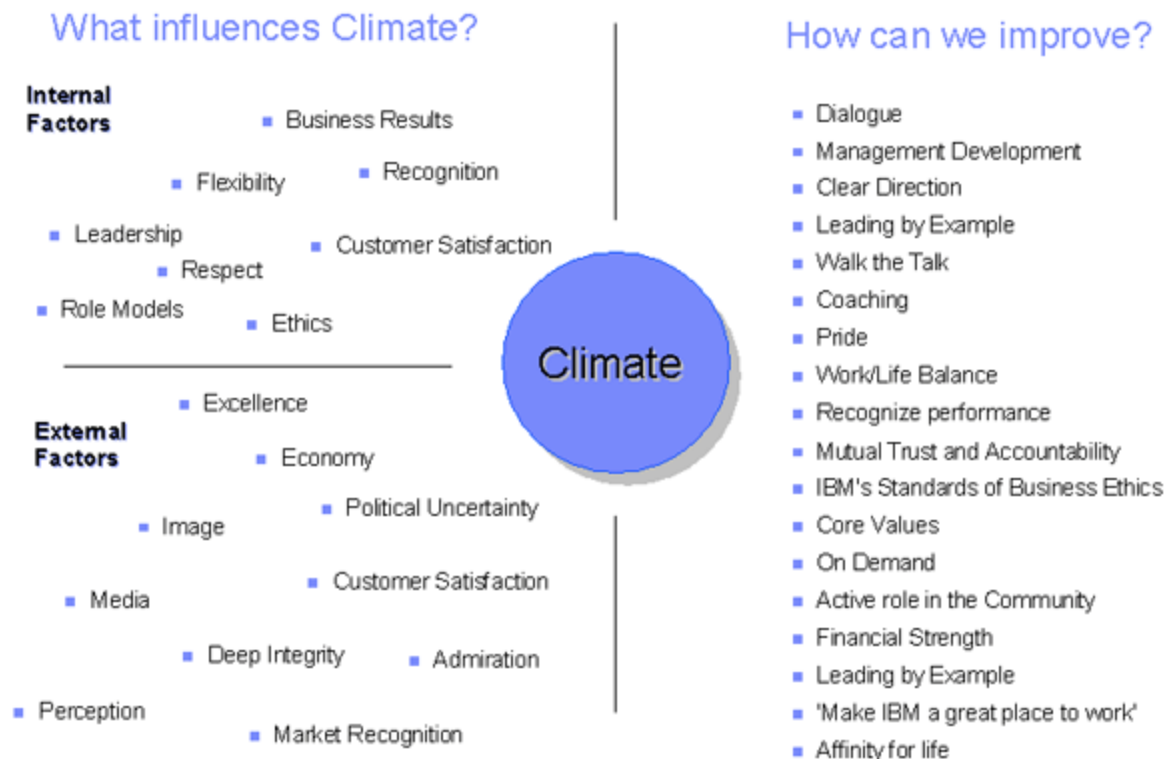 What influences Climate?
Internal
Factors
Business Results
Recognition
Flexibility
Leadership
Customer Satisfaction
Respect
Role Models
Ethics
Excellence
External
Factors
Economy
Political Uncertainty
Image
Customer Satisfaction
Media
Deep Integrity
Admiration
Perception
Market Recognition
Climate
How can we improve?
Dialogue
Management Development
Clear Direction
Leading by Example
Walk the Talk
Coaching
Pride
Work/Life Balance
Recognize performance
Mutual Trust and Accountability
IBM's Standards of Business Ethics
Core Values
On Demand
Active role in the Community
Financial Strength
Leading by Example
'Make IBM a great place to work'
Affinity for life